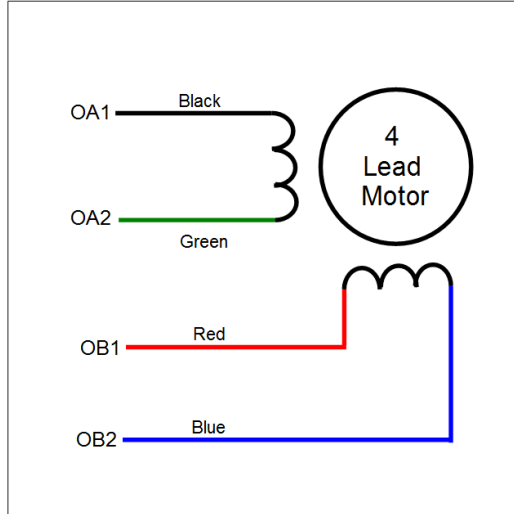 OA1
Black
4
Lead
Motor
OA2
Green
OB1
Red
OB2
Blue